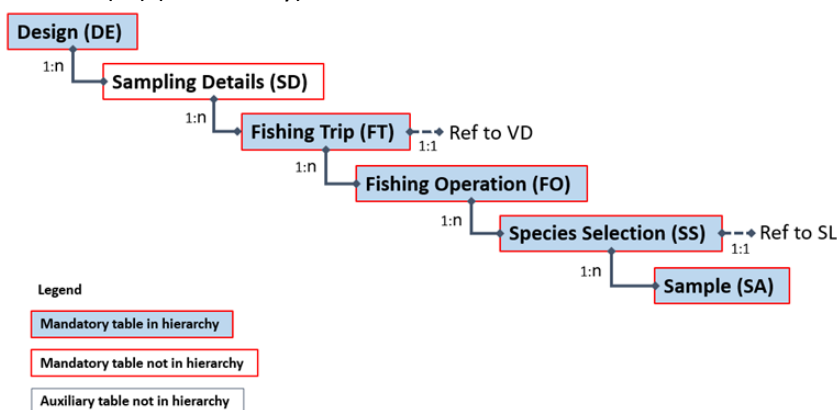 Design (DE)
1:n
Sampling Details (SD)
1:n
Fishing Trip (FT)
1:1
Ref to VD
1:n
Fishing Operation (FO)
1:n
Species Selection (SS)
1:1
Ref to SL
1:n
Sample (SA)
Legend
Mandatory table in hierarchy
Mandatory table not in hierarchy
Auxiliary table not in hierarchy